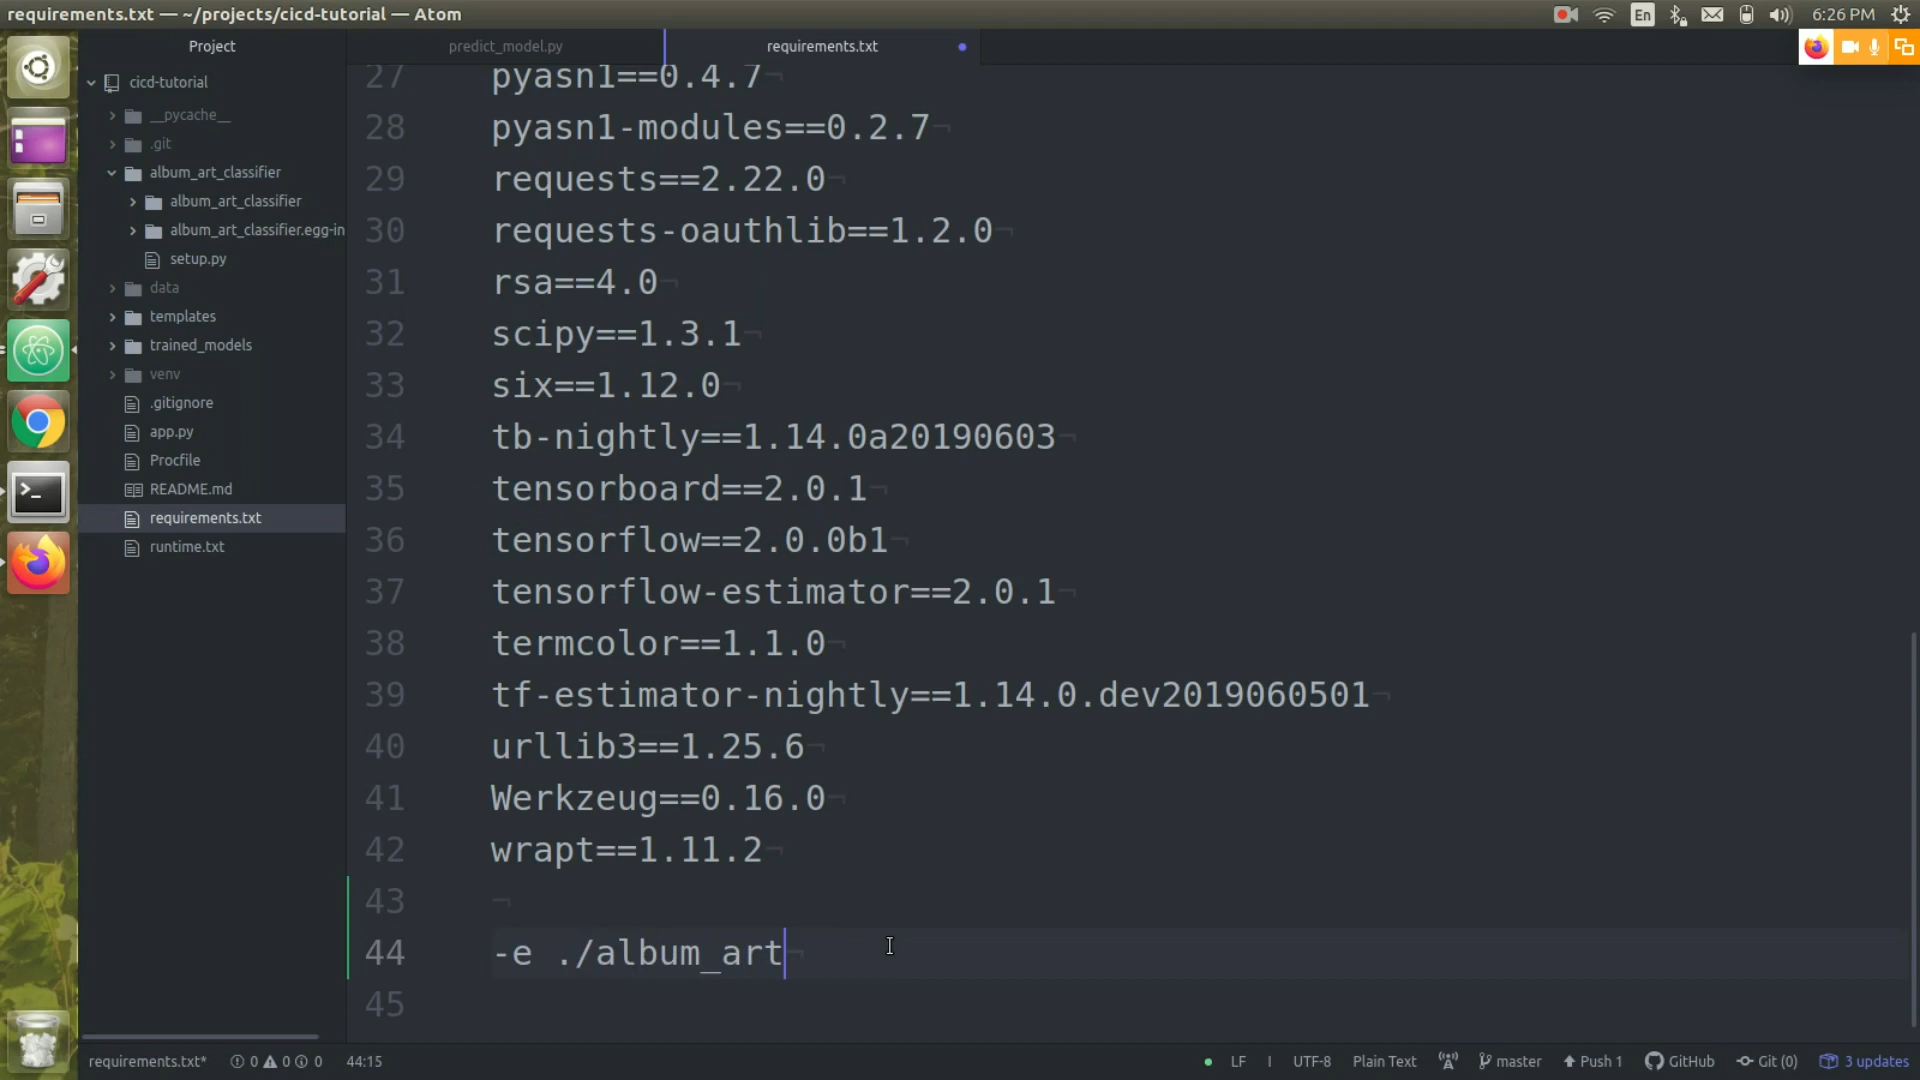 requirements.txt — ~/projects/cicd-tutorial — Atom
En
6:26 PM
Project
predict_model.py
requirements.txt
cicd-tutorial
__pycache__
.git
album_art_classifier
album_art_classifier
album_art_classifier.egg-in
setup.py
data
templates
trained_models
venv
.gitignore
app.py
Procfile
README.md
requirements.txt
runtime.txt
27 pyasn1==0.4.7
28 pyasn1-modules==0.2.7
29 requests==2.22.0
30 requests-oauthlib==1.2.0
31 rsa==4.0
32 scipy==1.3.1
33 six==1.12.0
34 tb-nightly==1.14.0a20190603
35 tensorboard==2.0.1
36 tensorflow==2.0.0b1
37 tensorflow-estimator==2.0.1
38 termcolor==1.1.0
39 tf-estimator-nightly==1.14.0.dev2019060501
40 urllib3==1.25.6
41 Werkzeug==0.16.0
42 wrapt==1.11.2
43
44 -e ./album_art
45
requirements.txt* 0 0 0 44:15
LF UTF-8 Plain Text master Push 1 GitHub Git (0) 3 updates